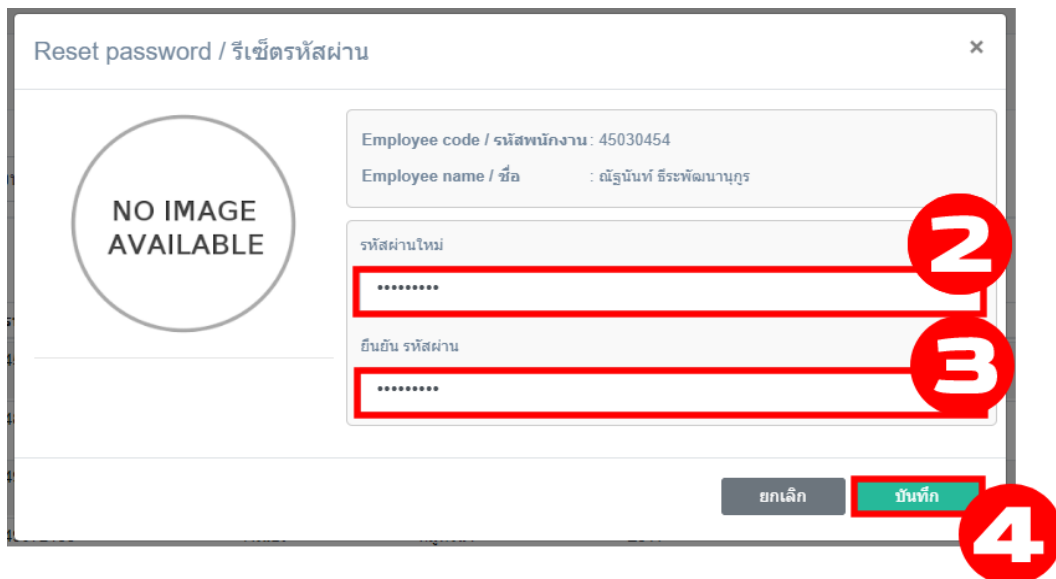 Reset password / รีเซ็ตรหัสผ่าน ×
NO IMAGE
AVAILABLE
Employee code / รหัสพนักงาน : 45030454
Employee name / ชื่อ : ณัฐนันท์ ธีระพัฒนานุกูร
รหัสผ่านใหม่
2
•••••••••
ยืนยัน รหัสผ่าน
3
•••••••••
ยกเลิก
บันทึก
4